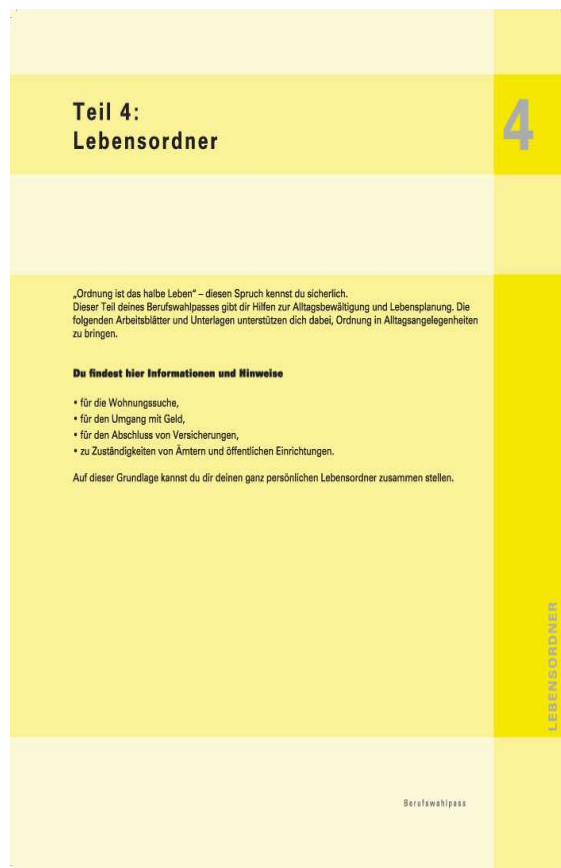 Teil 4:
Lebensordner
4
„Ordnung ist das halbe Leben“ – diesen Spruch kennst du sicherlich.
Dieser Teil deines Berufswahlpasses gibt dir Hilfen zur Alltagsbewältigung und Lebensplanung. Die
folgenden Arbeitsblätter und Unterlagen unterstützen dich dabei, Ordnung in Alltagsangelegenheiten
zu bringen.
Du findest hier Informationen und Hinweise
• für die Wohnungssuche,
• für den Umgang mit Geld,
• für den Abschluss von Versicherungen,
• zu Zuständigkeiten von Ämtern und öffentlichen Einrichtungen.
Auf dieser Grundlage kannst du dir deinen ganz persönlichen Lebensordner zusammen stellen.
LEBENSORDNER
Berufswahlpass